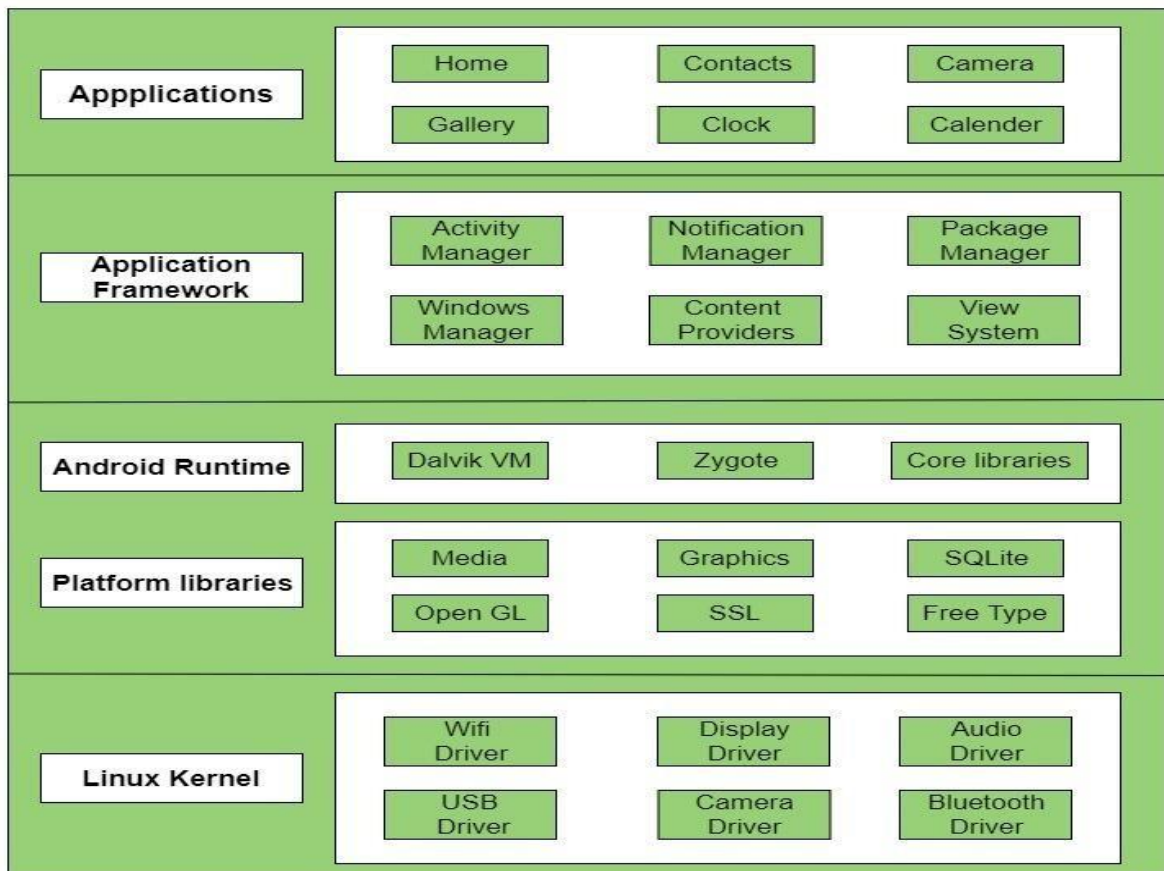 Appplications
Home
Contacts
Camera
Gallery
Clock
Calender
Application
Framework
Activity
Manager
Notification
Manager
Package
Manager
Windows
Manager
Content
Providers
View
System
Android Runtime
Dalvik VM
Zygote
Core libraries
Platform libraries
Media
Graphics
SQLite
Open GL
SSL
Free Type
Linux Kernel
Wifi
Driver
Display
Driver
Audio
Driver
USB
Driver
Camera
Driver
Bluetooth
Driver